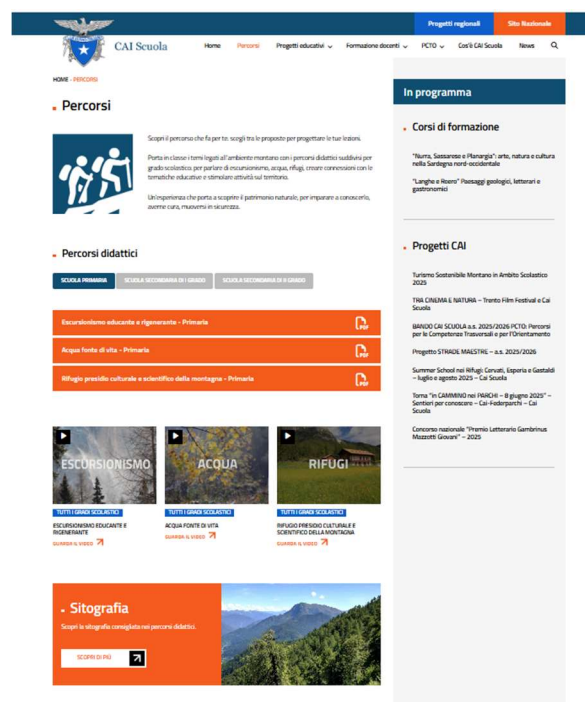 Progetti regionali
Sito Nazionale
CAI Scuola
Home
Percorsi
Progetti educativi
Formazione docenti
PCTO
Cos'è CAI Scuola
News
HOME - PERCORSI
Percorsi
Scopri il percorso che fa per te: scegli tra le proposte per progettare le tue lezioni.
Porta in classe i temi legati all'ambiente montano con i percorsi didattici suddivisi per
grado scolastico: per parlare di escursionismo, acqua, rifugi, creare connessioni con le
tematiche educative e stimolare attività sul territorio.
Un'esperienza che porta a scoprire il patrimonio naturale, per imparare a conoscerlo,
averne cura, muoversi in sicurezza.
Percorsi didattici
SCUOLA PRIMARIA
SCUOLA SECONDARIA DI I GRADO
SCUOLA SECONDARIA DI II GRADO
Escursionismo educante e rigenerante - Primaria
PDF
Acqua fonte di vita - Primaria
PDF
Rifugio presidio culturale e scientifico della montagna - Primaria
PDF
ESCURSIONISMO
TUTTI I GRADI SCOLASTICI
ESCURSIONISMO EDUCANTE E
RIGENERANTE
GUARDA IL VIDEO
ACQUA
TUTTI I GRADI SCOLASTICI
ACQUA FONTE DI VITA
GUARDA IL VIDEO
RIFUGI
TUTTI I GRADI SCOLASTICI
RIFUGIO PRESIDIO CULTURALE E
SCIENTIFICO DELLA MONTAGNA
GUARDA IL VIDEO
Sitografia
Scopri la sitografia consigliata nei percorsi didattici.
SCOPRI DI PIÙ
In programma
Corsi di formazione
"Nurra, Sassarese e Planargia": arte, natura e cultura
nella Sardegna nord-occidentale
"Langhe e Roero" Paesaggi geologici, letterari e
gastronomici
Progetti CAI
Turismo Sostenibile Montano in Ambito Scolastico
2025
TRA CINEMA E NATURA – Trento Film Festival e Cai
Scuola
BANDO CAI SCUOLA a.s. 2025/2026 PCTO: Percorsi
per le Competenze Trasversali e per l'Orientamento
Progetto STRADE MAESTRE – a.s. 2025/2026
Summer School nei Rifugi: Corvati, Esperia e Gastaldi
– luglio e agosto 2025 – Cai Scuola
Torna "in CAMMINO nei PARCHI – 8 giugno 2025" –
Sentieri per conoscere – Cai-Federparchi – Cai
Scuola
Concorso nazionale "Premio Letterario Gambrinus
Mazzotti Giovani" – 2025